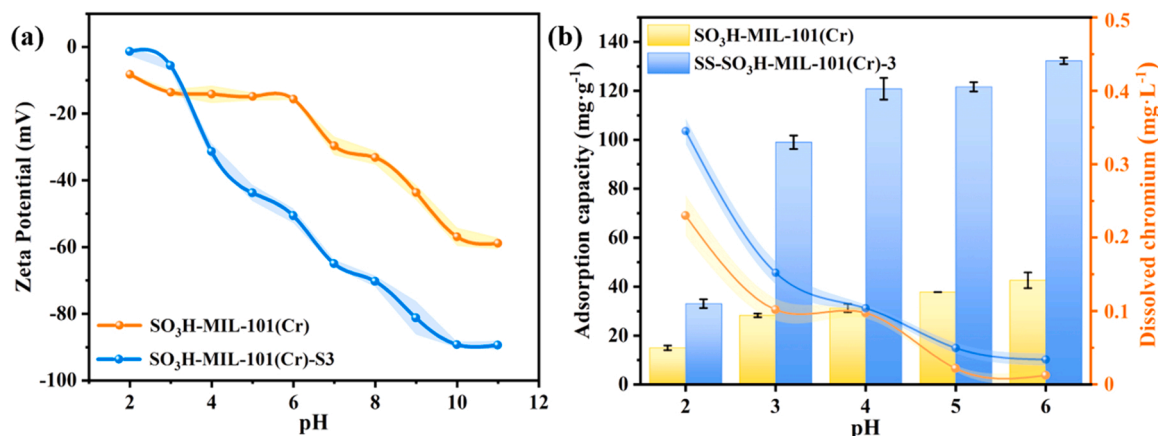 (a)
0
-20
-40
-60
-80
-100
Zeta Potential (mV)
SO₃H-MIL-101(Cr)
SO₃H-MIL-101(Cr)-S3
2 4 6 8 10 12
pH
(b)
140
120
100
80
60
40
20
0
Adsorption capacity (mg·g⁻¹)
SO₃H-MIL-101(Cr)
SS-SO₃H-MIL-101(Cr)-3
2 3 4 5 6
pH
0.5
0.4
0.3
0.2
0.1
0
Dissolved chromium (mg·L⁻¹)